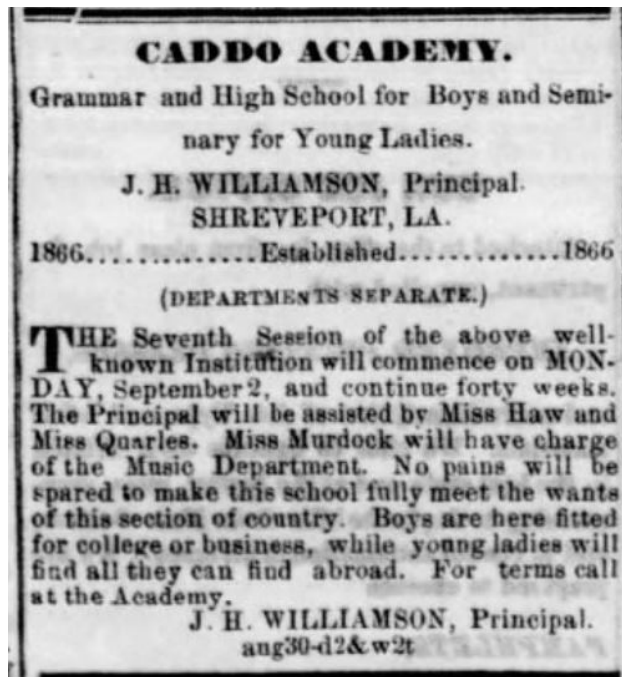 CADDO ACADEMY.
Grammar and High School for Boys and Semi-
nary for Young Ladies.
J. H. WILLIAMSON, Principal.
SHREVEPORT, LA.
1866..............Established..............1866
(DEPARTMENTS SEPARATE.)
THE Seventh Session of the above well-
known Institution will commence on MON-
DAY, September 2, and continue forty weeks.
The Principal will be assisted by Miss Haw and
Miss Quarles. Miss Murdock will have charge
of the Music Department. No pains will be
spared to make this school fully meet the wants
of this section of country. Boys are here fitted
for college or business, while young ladies will
find all they can find abroad. For terms call
at the Academy.
J. H. WILLIAMSON, Principal.
aug30-d2&w2t